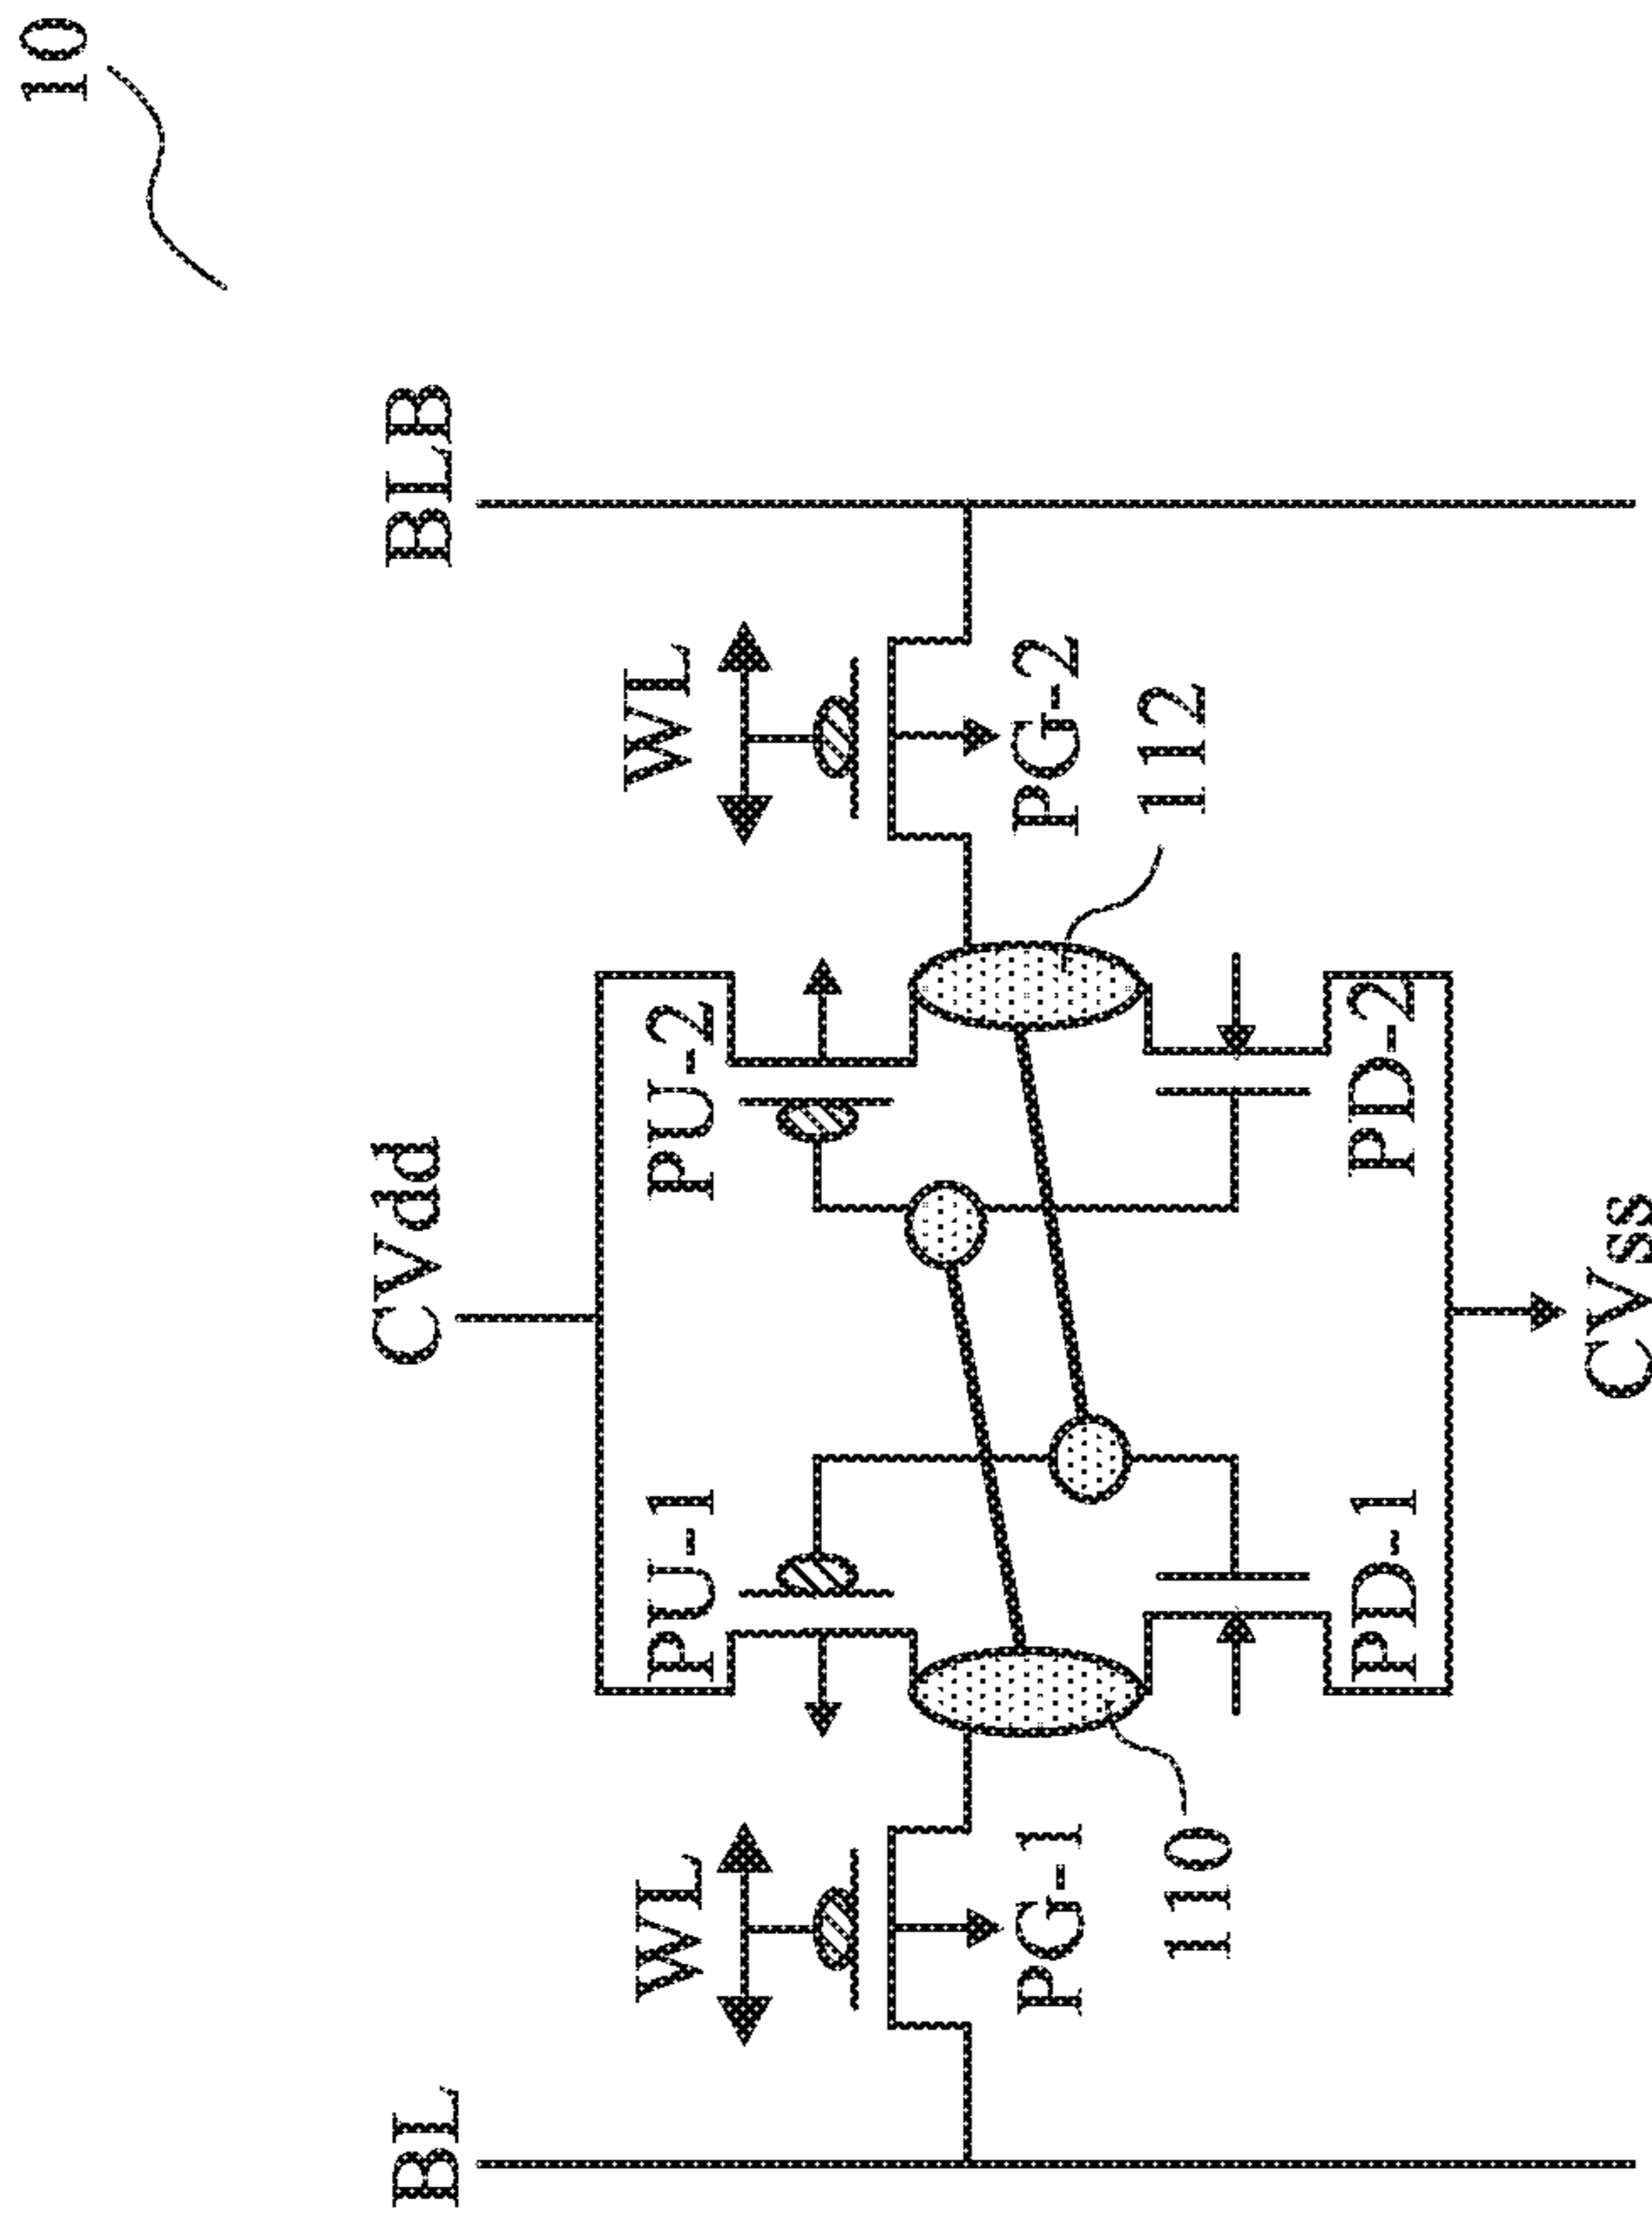 10
CVdd
BL
BLB
WL
WL
PU-1
PU-2
PG-1
PG-2
110
112
PD-1
PD-2
CVss